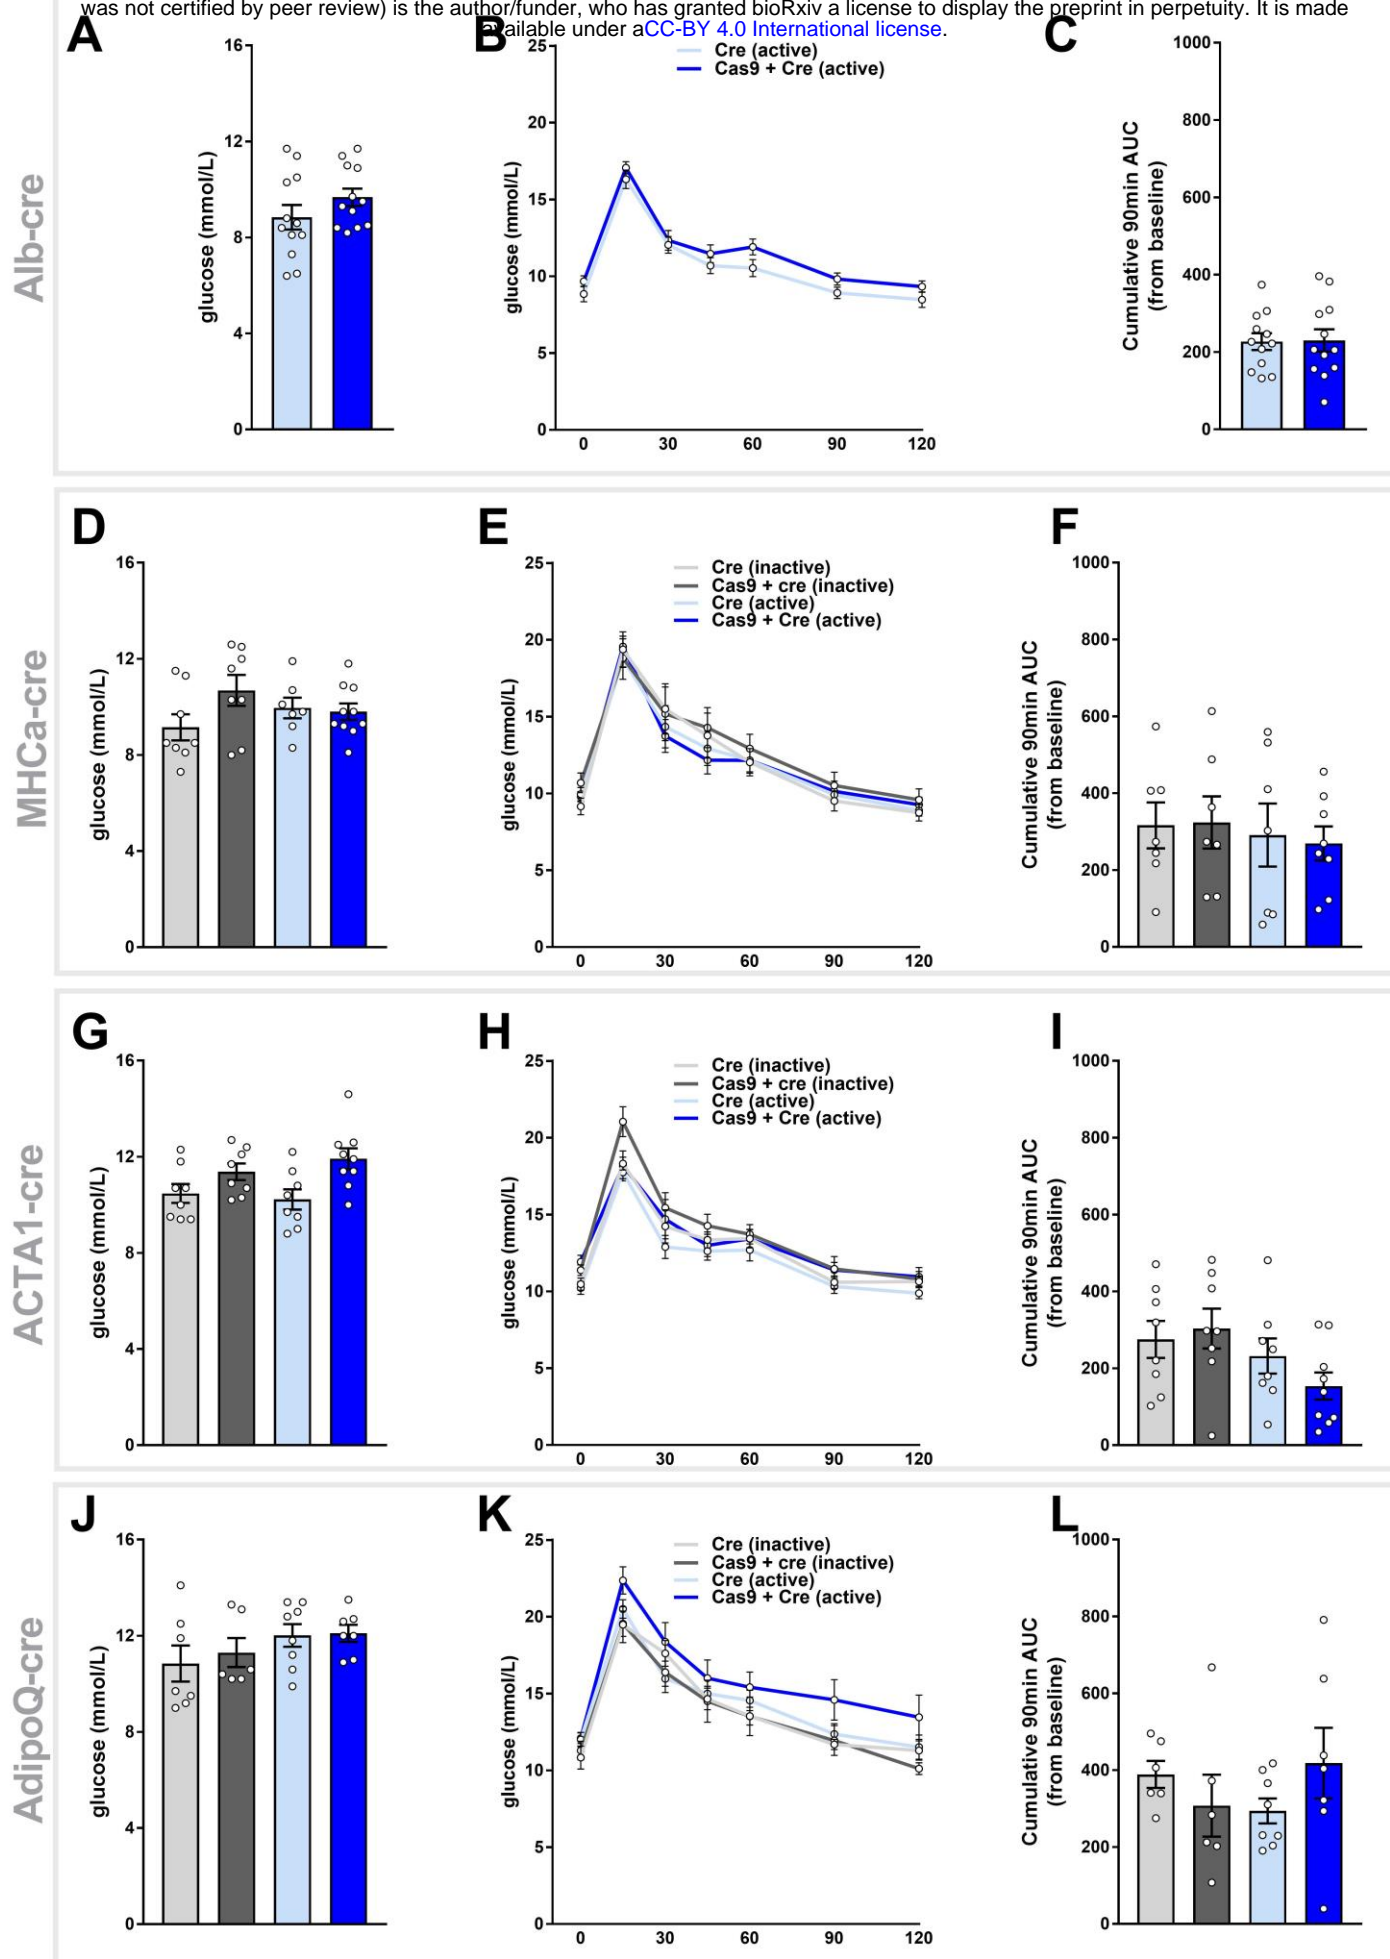 was not certified by peer review) is the author/funder, who has granted bioRxiv a license to display the preprint in perpetuity. It is made
available under aCC-BY 4.0 International license.
Alb-cre
A
glucose (mmol/L)
16
12
8
4
0
B
Cre (active)
Cas9 + Cre (active)
glucose (mmol/L)
25
20
15
10
5
0
0 30 60 90 120
C
Cumulative 90min AUC
(from baseline)
1000
800
600
400
200
0
MHCa-cre
D
glucose (mmol/L)
16
12
8
4
0
E
Cre (inactive)
Cas9 + cre (inactive)
Cre (active)
Cas9 + Cre (active)
glucose (mmol/L)
25
20
15
10
5
0
0 30 60 90 120
F
Cumulative 90min AUC
(from baseline)
1000
800
600
400
200
0
ACTA1-cre
G
glucose (mmol/L)
16
12
8
4
0
H
Cre (inactive)
Cas9 + cre (inactive)
Cre (active)
Cas9 + Cre (active)
glucose (mmol/L)
25
20
15
10
5
0
0 30 60 90 120
I
Cumulative 90min AUC
(from baseline)
1000
800
600
400
200
0
AdipoQ-cre
J
glucose (mmol/L)
16
12
8
4
0
K
Cre (inactive)
Cas9 + cre (inactive)
Cre (active)
Cas9 + Cre (active)
glucose (mmol/L)
25
20
15
10
5
0
0 30 60 90 120
L
Cumulative 90min AUC
(from baseline)
1000
800
600
400
200
0